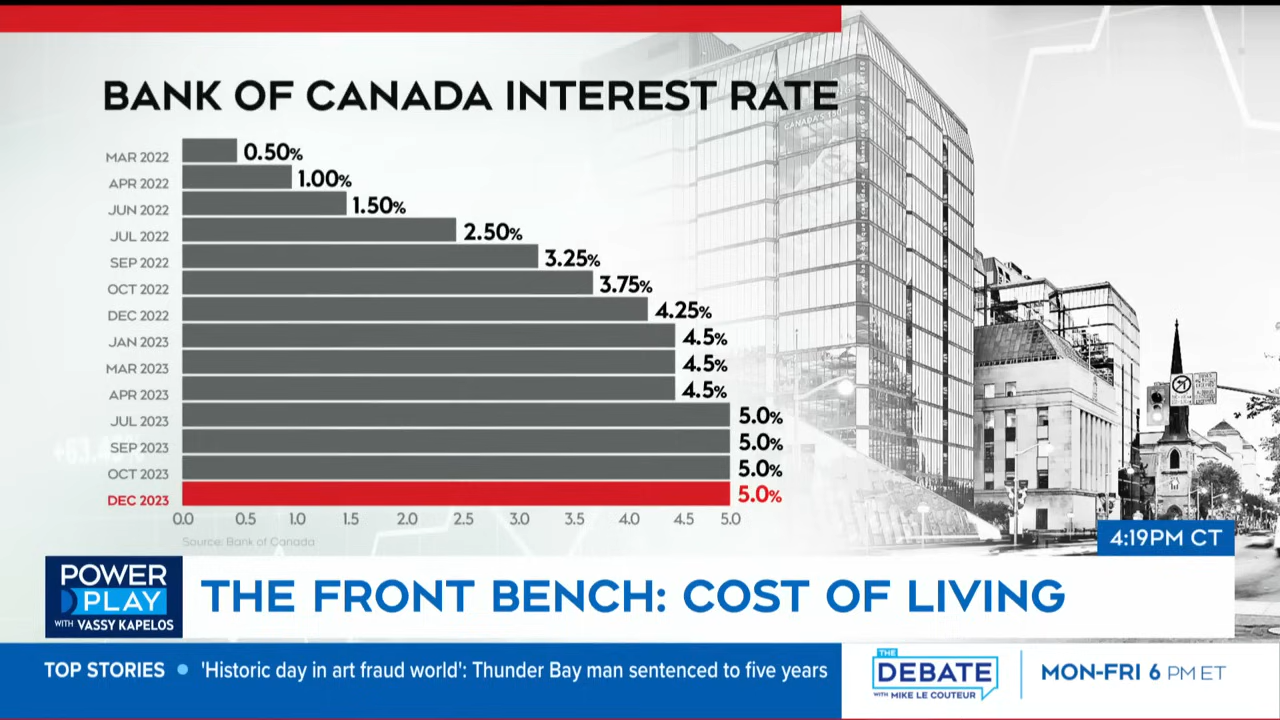 BANK OF CANADA INTEREST RATE
MAR 2022 0.50%
APR 2022 1.00%
JUN 2022 1.50%
JUL 2022 2.50%
SEP 2022 3.25%
OCT 2022 3.75%
DEC 2022 4.25%
JAN 2023 4.5%
MAR 2023 4.5%
APR 2023 4.5%
JUL 2023 5.0%
SEP 2023 5.0%
OCT 2023 5.0%
DEC 2023 5.0%
0.0 0.5 1.0 1.5 2.0 2.5 3.0 3.5 4.0 4.5 5.0
Source: Bank of Canada
4:19PM CT
POWER
PLAY
WITH VASSY KAPELOS
THE FRONT BENCH: COST OF LIVING
TOP STORIES • 'Historic day in art fraud world': Thunder Bay man sentenced to five years
THE
DEBATE
WITH MIKE LE COUTEUR
MON-FRI 6 PM ET